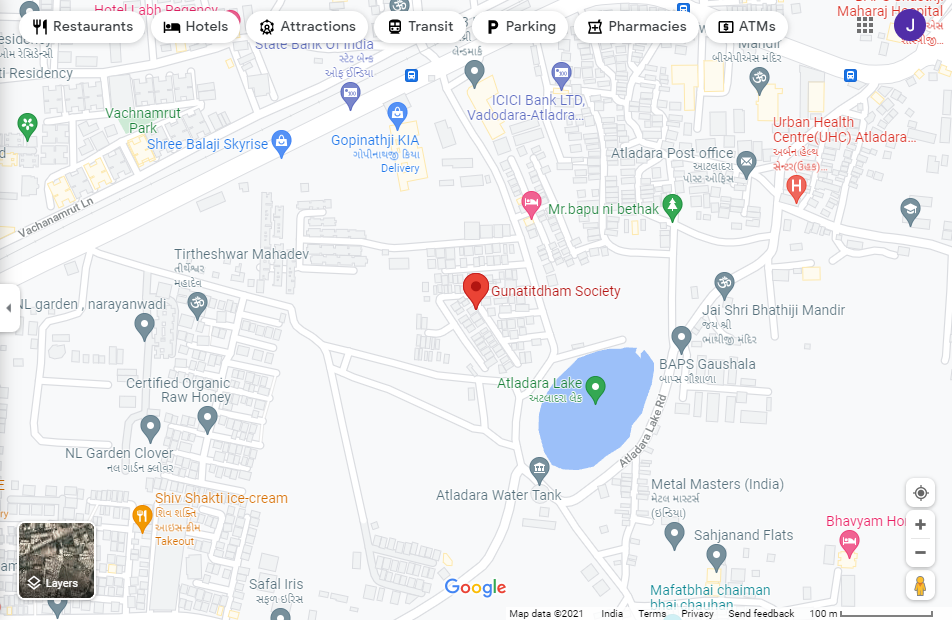 Hotel Labh Regency
Maharaj Hospital
Restaurants
Hotels
Attractions
Transit
Parking
Pharmacies
ATMs
J
State Bank Of India
સ્ટેટ બેન્ક
ઓફ ઇન્ડિયા
લેન્ડમાર્ક
Mandir
બીએપીએસ મંદિર
ti Residency
Vachnamrut
Park
Shree Balaji Skyrise
Gopinathji KIA
ગોપીનાથજી કિયા
Delivery
ICICI Bank LTD,
Vadodara-Atladra...
Urban Health
Centre(UHC) Atladara...
અર્બન હેલ્થ
સેન્ટર(ઉહક)
Atladara Post office
આટલાદરા
પોસ્ટ ઓફિસ
Vachanamrut Ln
Mr.bapu ni bethak
Tirtheshwar Mahadev
તીર્થેશ્વર
મહાદેવ
Gunatitdham Society
NL garden , narayanwadi
Jai Shri Bhathiji Mandir
જય શ્રી
ભાથીજી મંદિર
BAPS Gaushala
બાપ્સ ગૌશાળા
Certified Organic
Raw Honey
Atladara Lake
અટલાદરા લેક
Atladara Lake Rd
NL Garden Clover
નલ ગાર્ડન ક્લોવર
Atladara Water Tank
Metal Masters (India)
મેટલ માસ્ટર્સ
(ઇન્ડિયા)
Shiv Shakti ice-cream
શિવ શક્તિ
આઇસ-ક્રીમ
Takeout
Sahjanand Flats
Bhavyam Ho
Layers
Safal Iris
સફળ ઇરિસ
Google
Mafatbhai chaiman
bhai chauhan
Map data ©2021 India Terms Privacy Send feedback 100 m